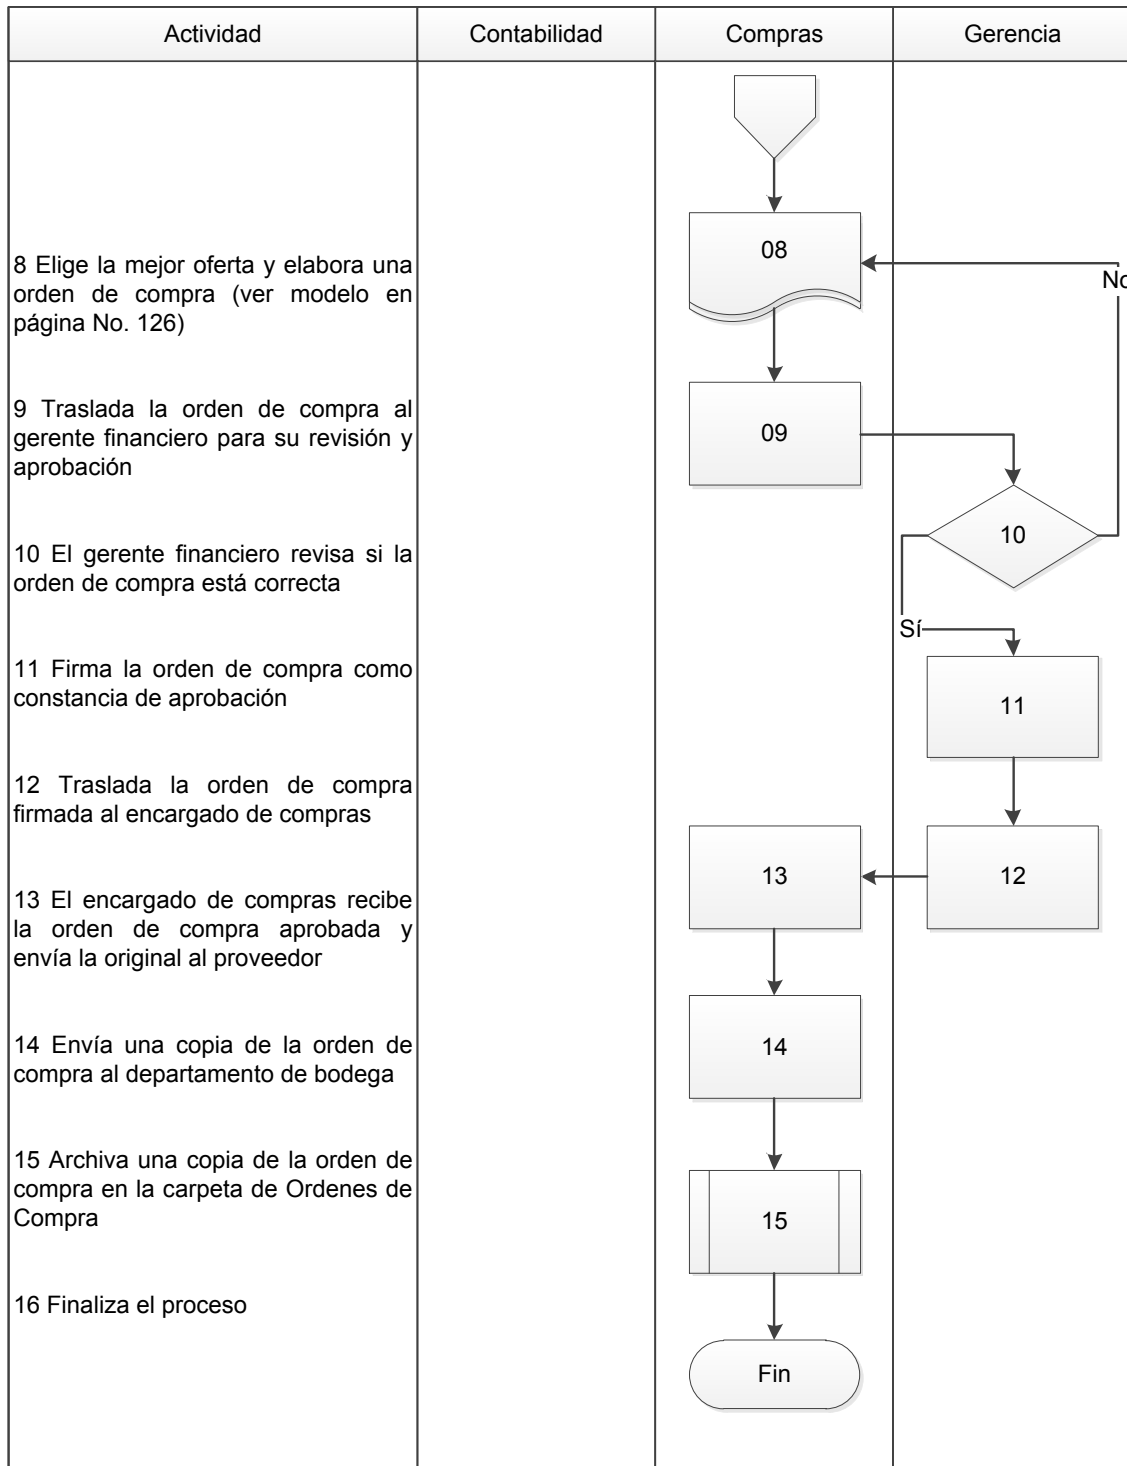 Actividad
Contabilidad
Compras
Gerencia
8 Elige la mejor oferta y elabora una
orden de compra (ver modelo en
página No. 126)
9 Traslada la orden de compra al
gerente financiero para su revisión y
aprobación
10 El gerente financiero revisa si la
orden de compra está correcta
11 Firma la orden de compra como
constancia de aprobación
12 Traslada la orden de compra
firmada al encargado de compras
13 El encargado de compras recibe
la orden de compra aprobada y
envía la original al proveedor
14 Envía una copia de la orden de
compra al departamento de bodega
15 Archiva una copia de la orden de
compra en la carpeta de Ordenes de
Compra
16 Finaliza el proceso
08
No
09
10
Sí
11
13
12
14
15
Fin